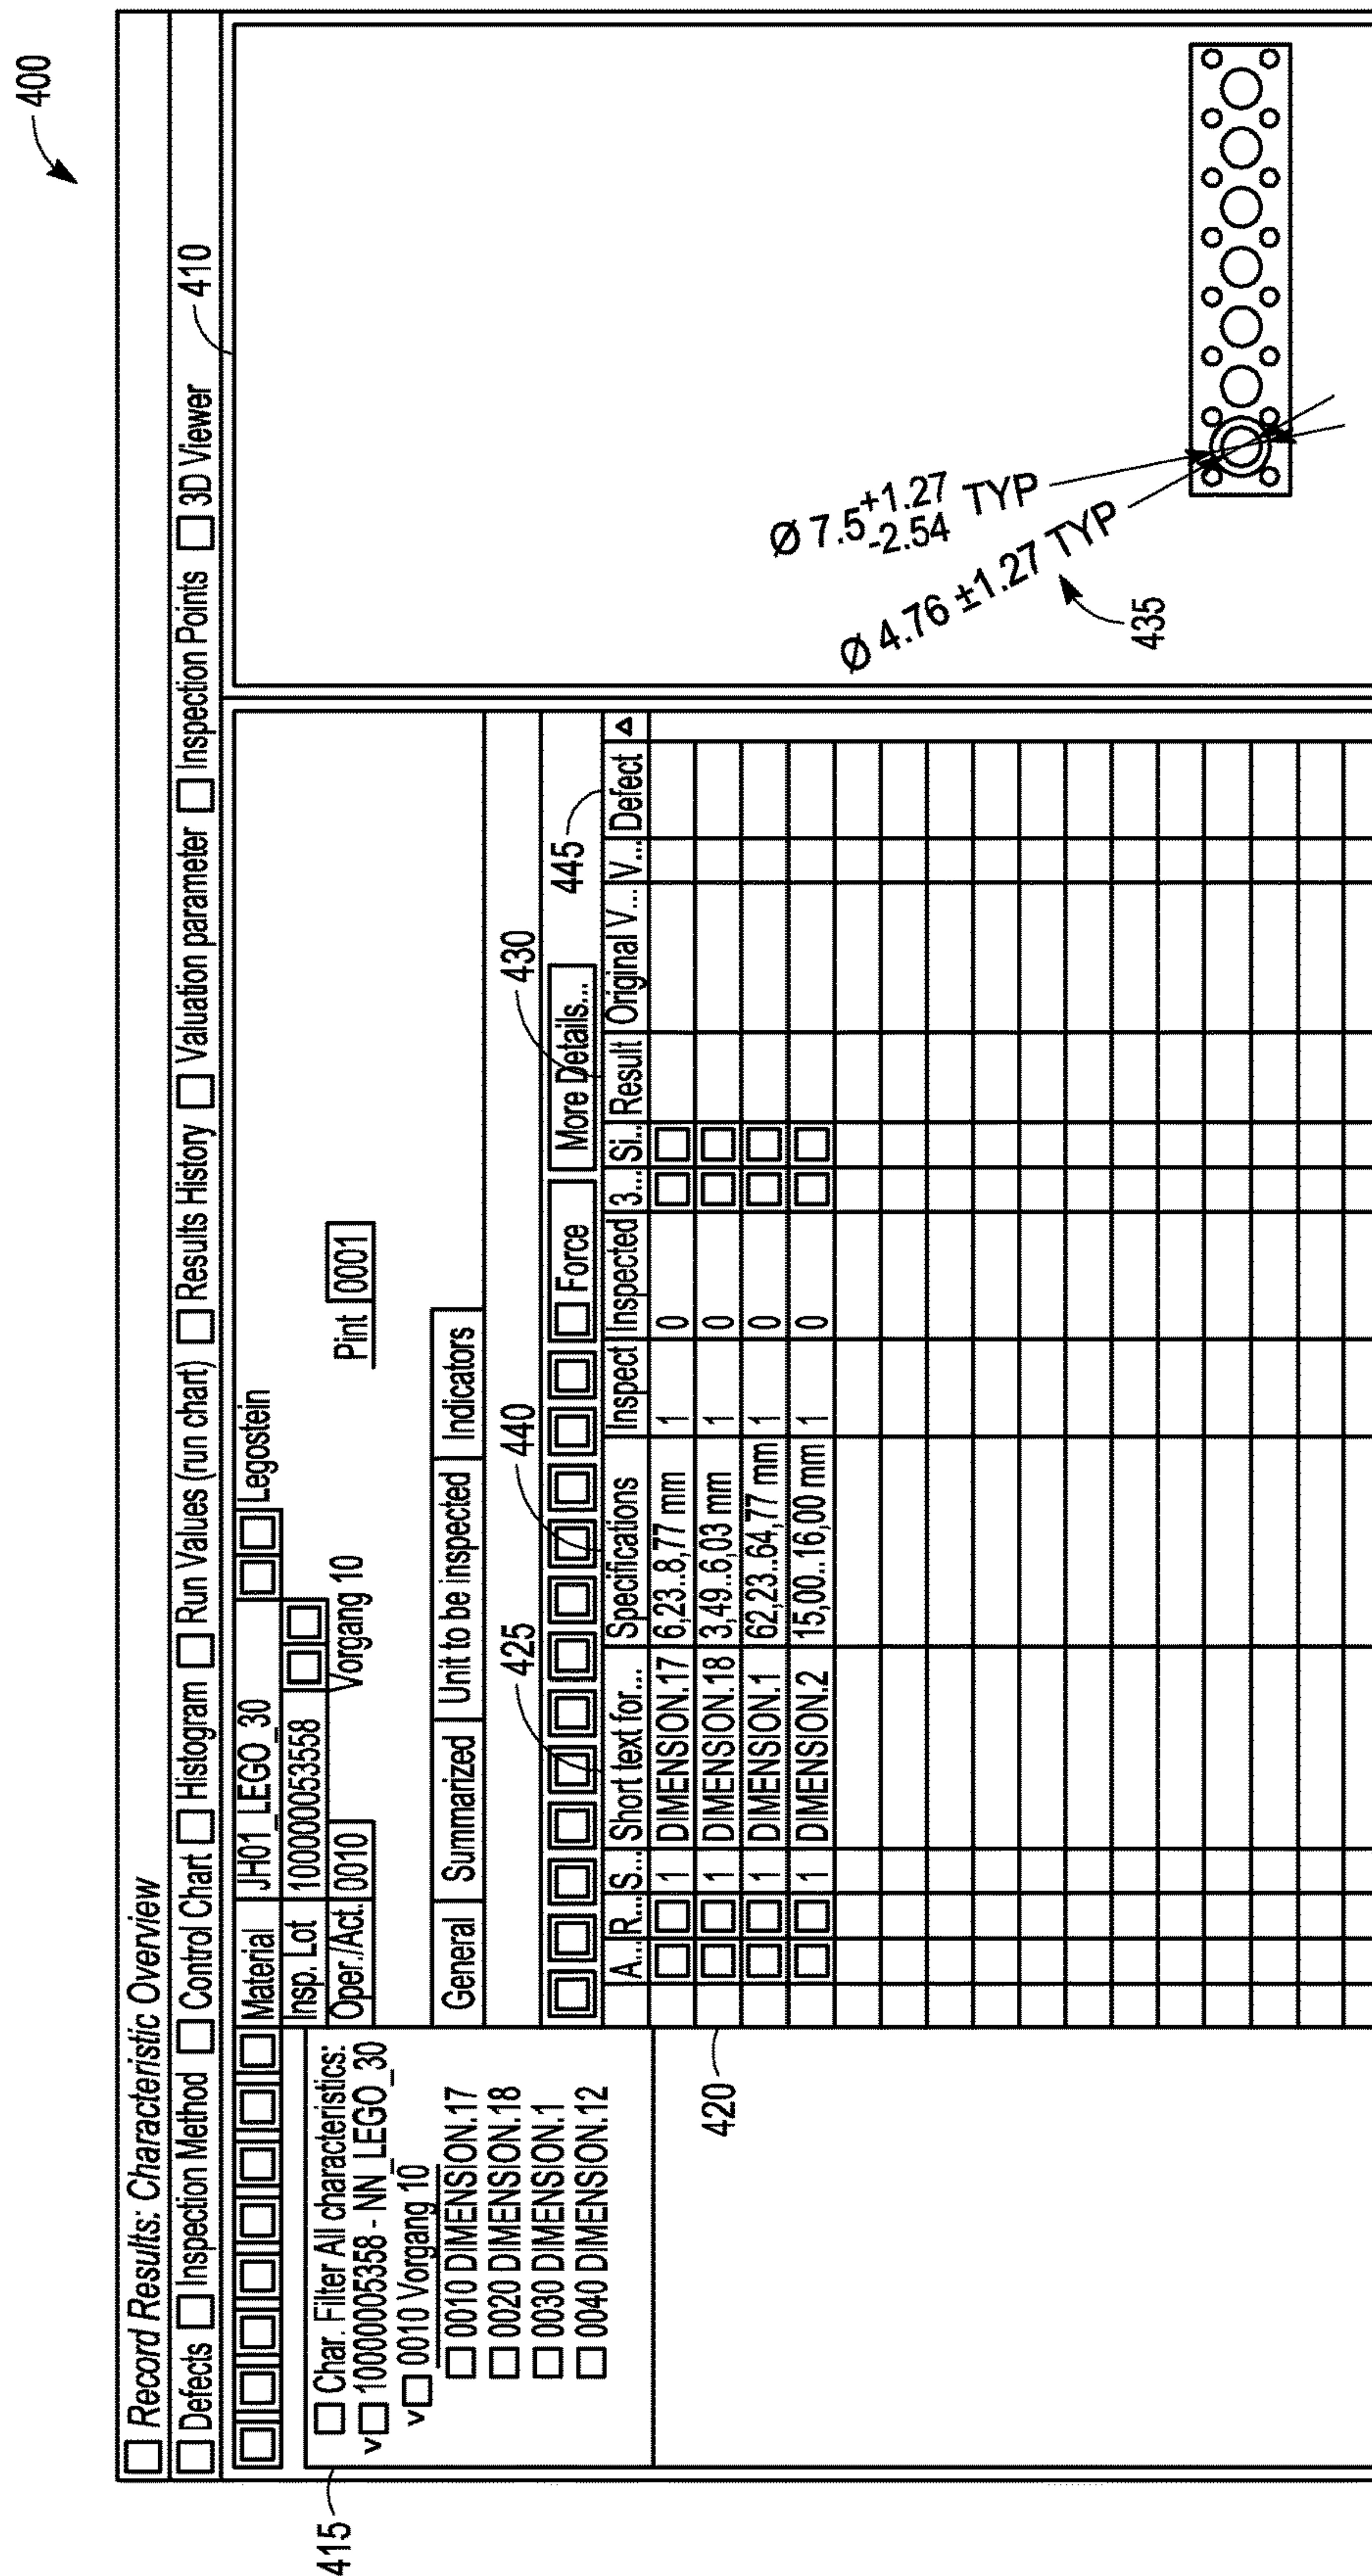 400
Record Results: Characteristic Overview
Defects Inspection Method Control Chart Histogram Run Values (run chart) Results History Valuation parameter Inspection Points 3D Viewer
410
Material JH01_LEGO_30 Legostein
Insp. Lot 10000053558
Oper./Act. 0010 Vorgang 10 Pint 0001
415
Char. Filter All characteristics:
v 10000005358 - NN_LEGO_30
v 0010 Vorgang 10
0010 DIMENSION.17
0020 DIMENSION.18
0030 DIMENSION.1
0040 DIMENSION.12
General Summarized Unit to be inspected Indicators
425 440 430
Force More Details... 445
A... R... S... Short text for... Specifications Inspect Inspected 3... Si.. Result Original V... V... Defect
1 DIMENSION.17 6,23..8,77 mm 1 0
1 DIMENSION.18 3,49..6,03 mm 1 0
1 DIMENSION.1 62,23..64,77 mm 1 0
1 DIMENSION.2 15,00..16,00 mm 1 0
420
Ø 7.5 +1.27 -2.54 TYP
Ø 4.76 ±1.27 TYP
435